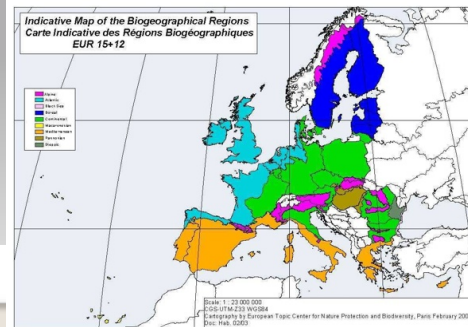 Indicative Map of the Biogeographical Regions
Carte Indicative des Régions Biogéographiques
EUR 15+12
Alpine
Atlantic
Black Sea
Boreal
Continental
Macaronesian
Mediterranean
Pannonian
Steppic
Scale: 1 : 23 000 000
CGS-UTM-Z33 WGS84
Cartography by European Topic Center for Nature Protection and Biodiversity, Paris February 200
Doc. Hab. 02/03